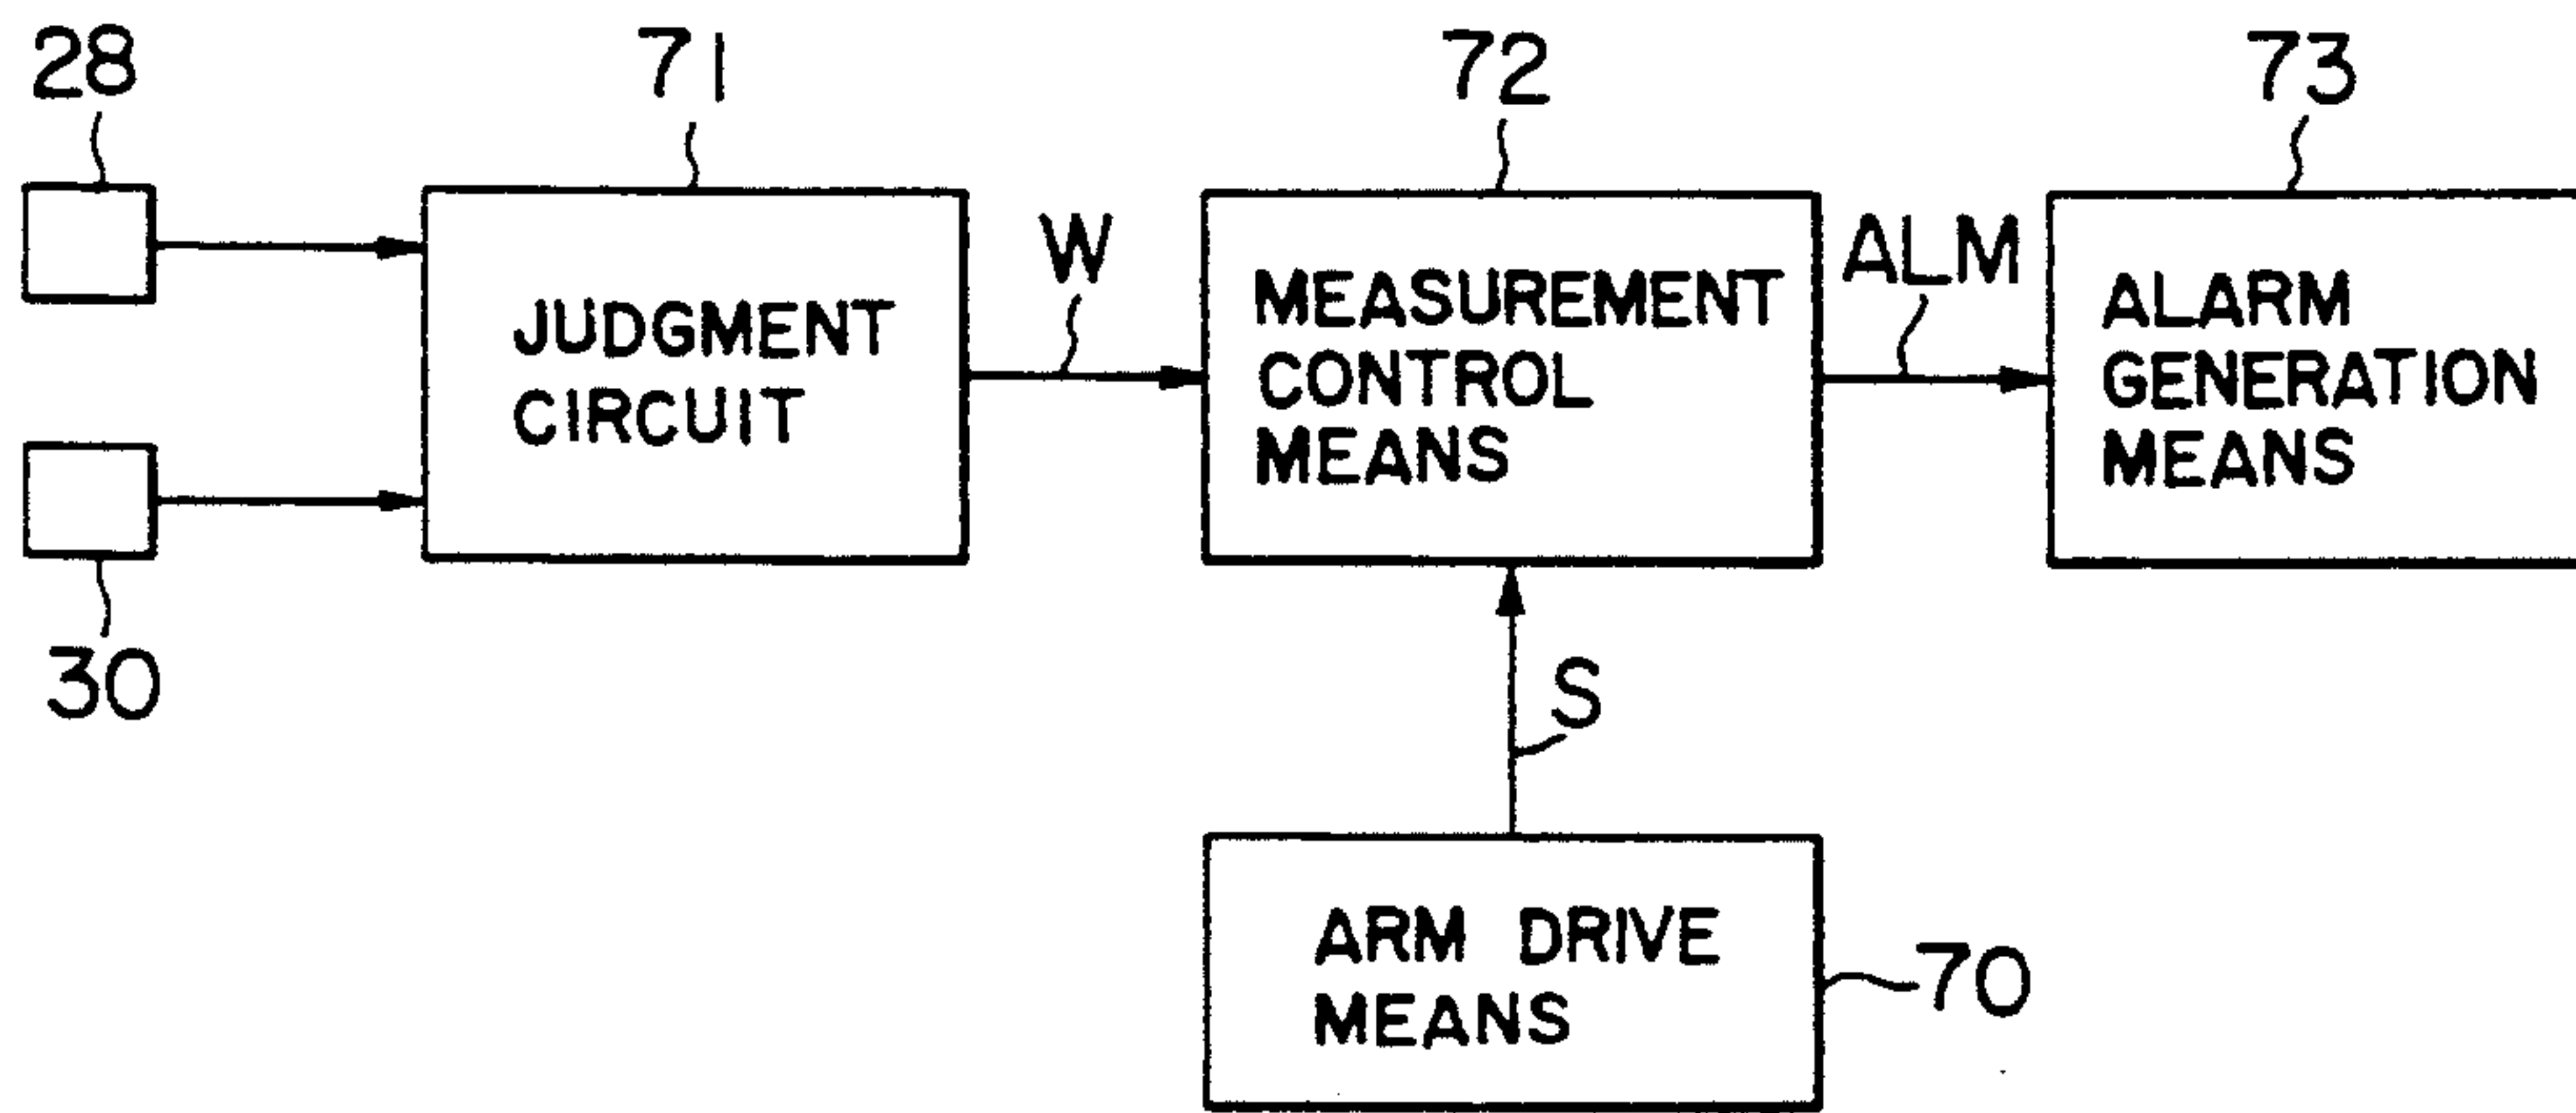 28
71
72
73
W
ALM
JUDGMENT
CIRCUIT
MEASUREMENT
CONTROL
MEANS
ALARM
GENERATION
MEANS
30
S
ARM DRIVE
MEANS
70